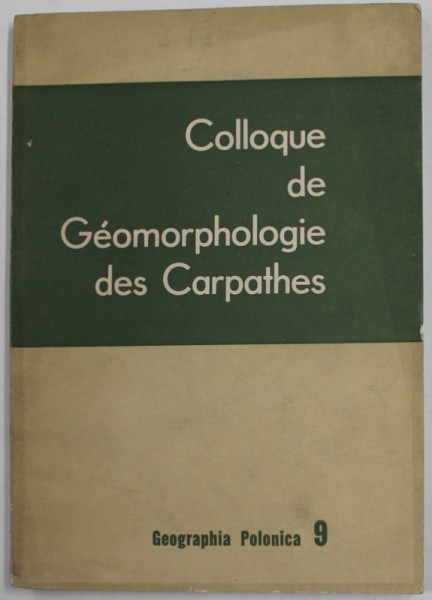 Colloque
de
Géomorphologie
des Carpathes
Geographia Polonica 9